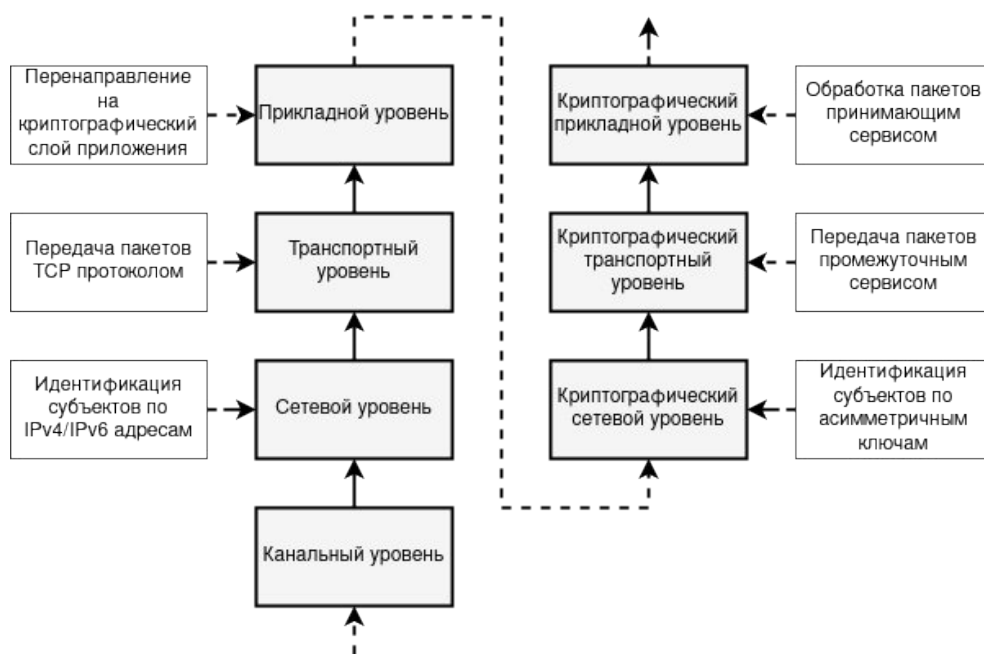 Перенаправление
на
криптографический
слой приложения
Прикладной уровень
Криптографический
прикладной уровень
Обработка пакетов
принимающим
сервисом
Передача пакетов
TCP протоколом
Транспортный
уровень
Криптографический
транспортный
уровень
Передача пакетов
промежуточным
сервисом
Идентификация
субъектов по
IPv4/IPv6 адресам
Сетевой уровень
Криптографический
сетевой уровень
Идентификация
субъектов по
асимметричным
ключам
Канальный уровень